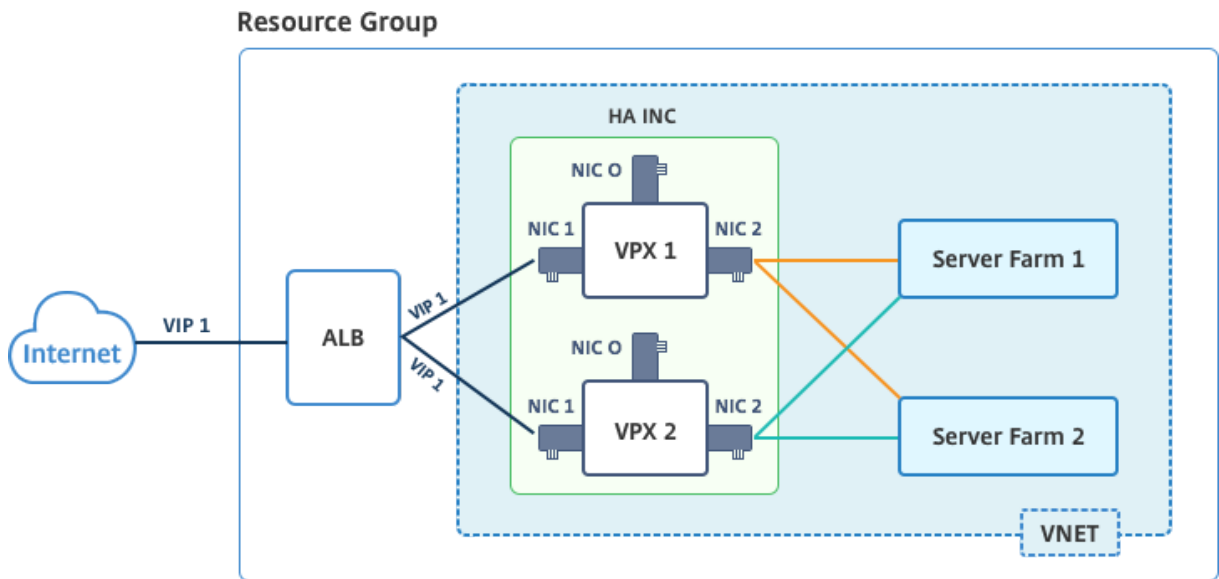 Resource Group
HA INC
NIC O
NIC 1
NIC 2
VPX 1
Server Farm 1
VIP 1
VIP 1
ALB
Internet
VIP 1
NIC O
NIC 1
NIC 2
VPX 2
Server Farm 2
VNET